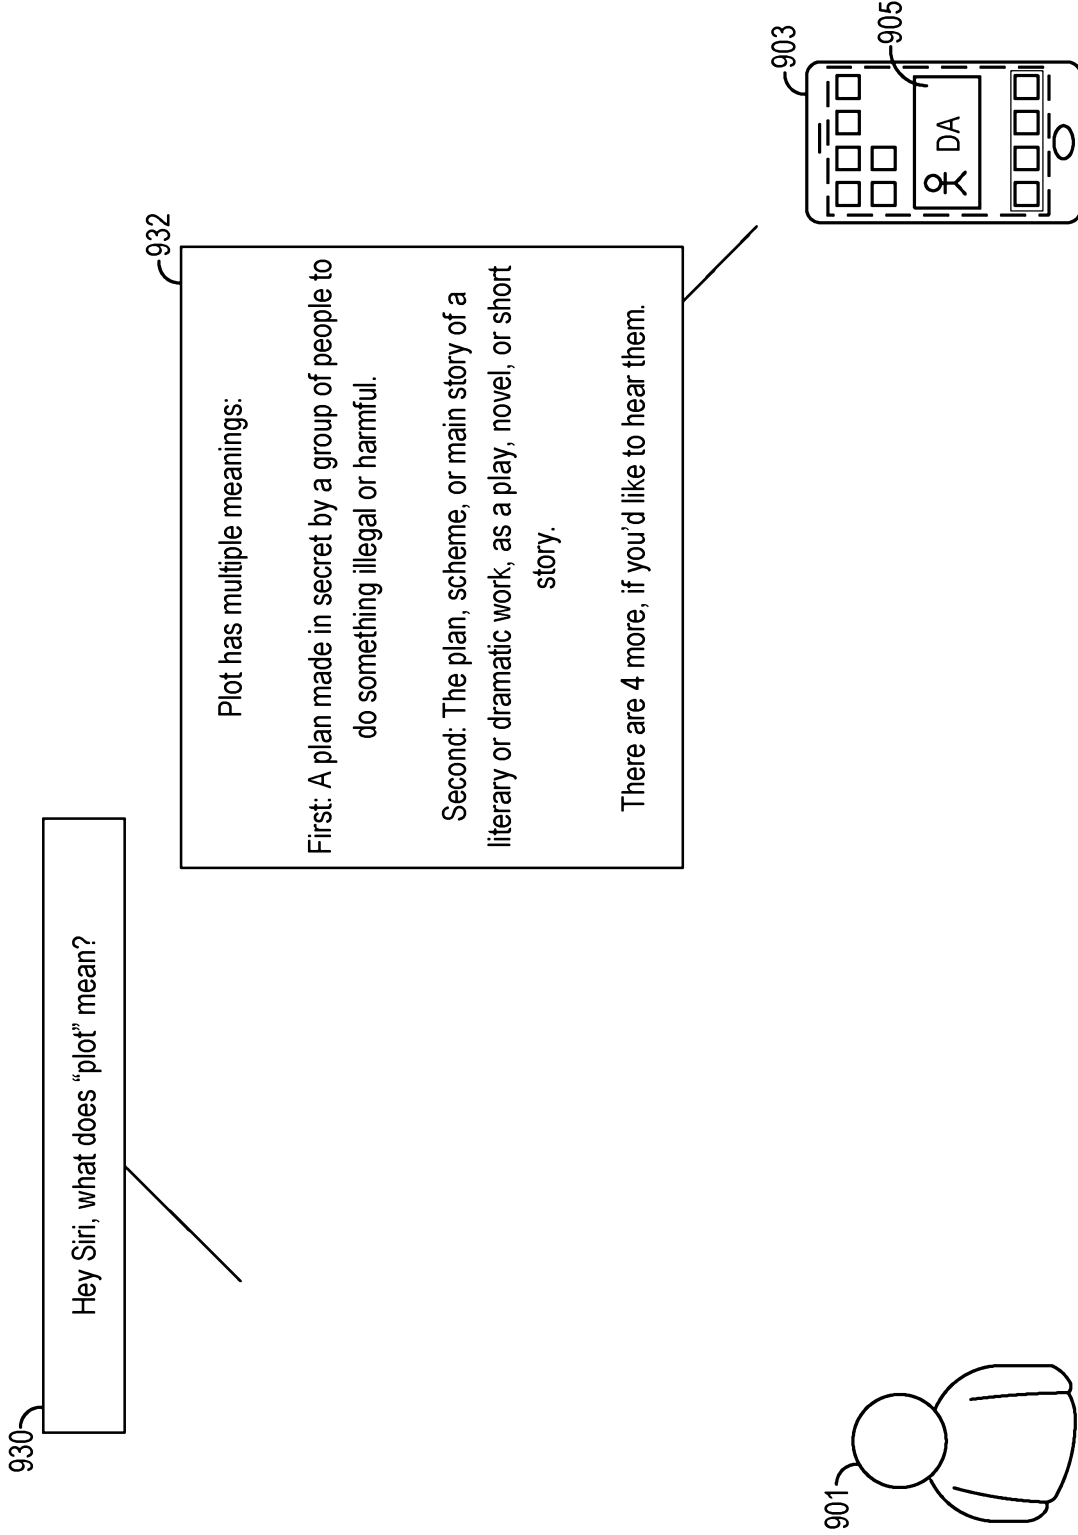 930
Hey Siri, what does “plot” mean?
932
Plot has multiple meanings:
First: A plan made in secret by a group of people to
do something illegal or harmful.
Second: The plan, scheme, or main story of a
literary or dramatic work, as a play, novel, or short
story.
There are 4 more, if you’d like to hear them.
901
903
905
DA